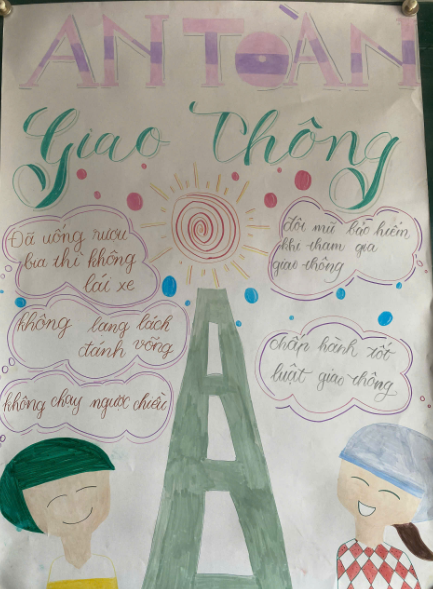 AN TOÀN
Giao Thông
Đã uống rượu
bia thì không
lái xe
không lạng lách
đánh võng
không chạy ngược chiều
đội mũ bảo hiểm
khi tham gia
giao thông
chấp hành tốt
luật giao thông